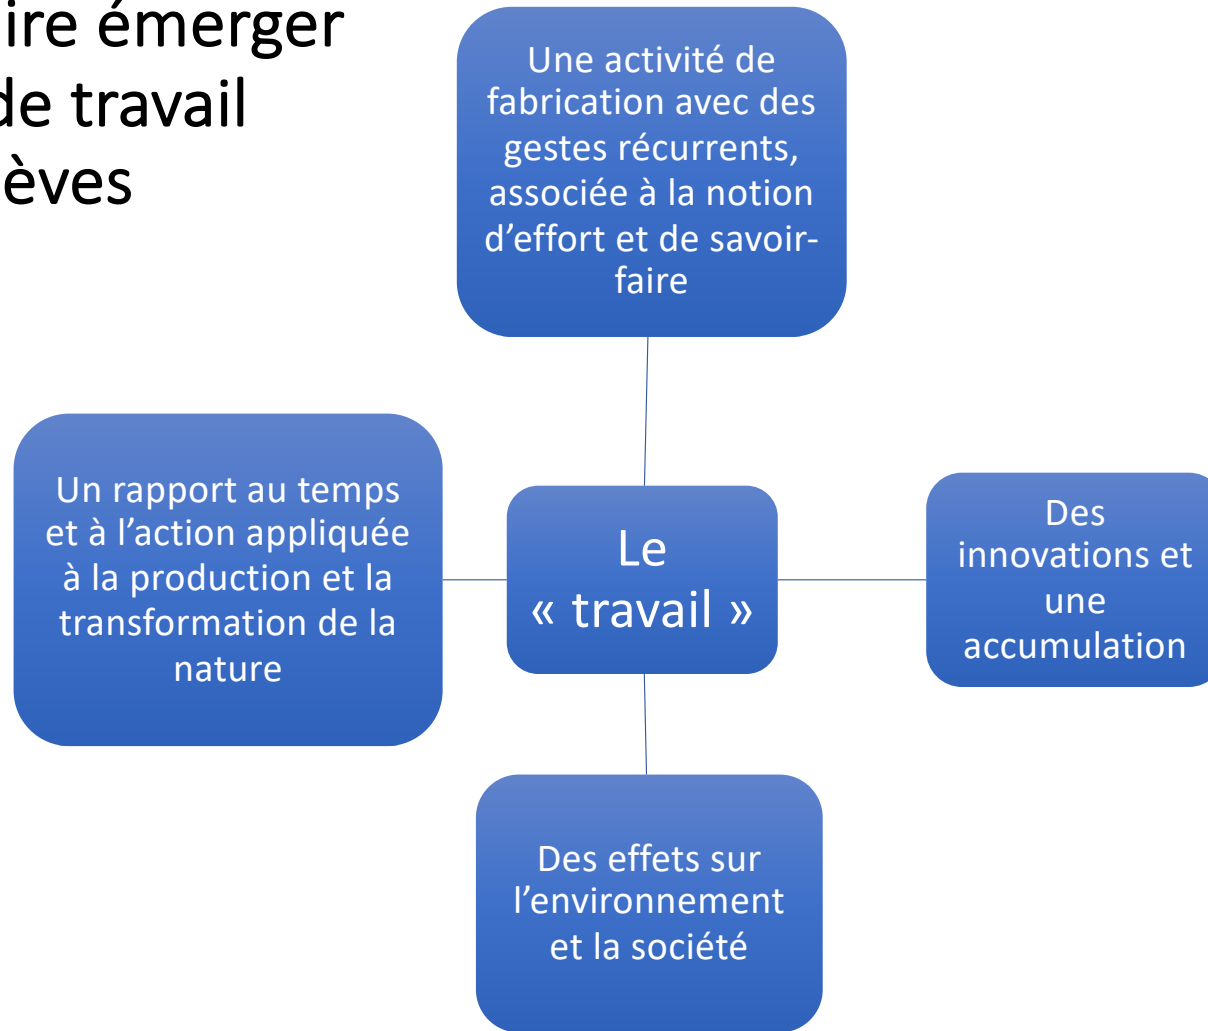 ire émerger
de travail
èves
Une activité de
fabrication avec des
gestes récurrents,
associée à la notion
d’effort et de savoir-
faire
Un rapport au temps
et à l’action appliquée
à la production et la
transformation de la
nature
Le
« travail »
Des
innovations et
une
accumulation
Des effets sur
l’environnement
et la société